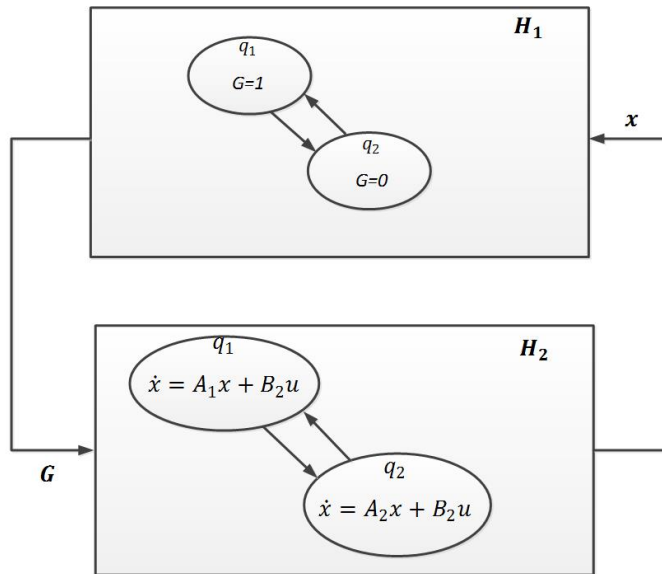 H₁
q₁
G=1
x
q₂
G=0
H₂
q₁
ẋ = A₁x + B₂u
G
q₂
ẋ = A₂x + B₂u